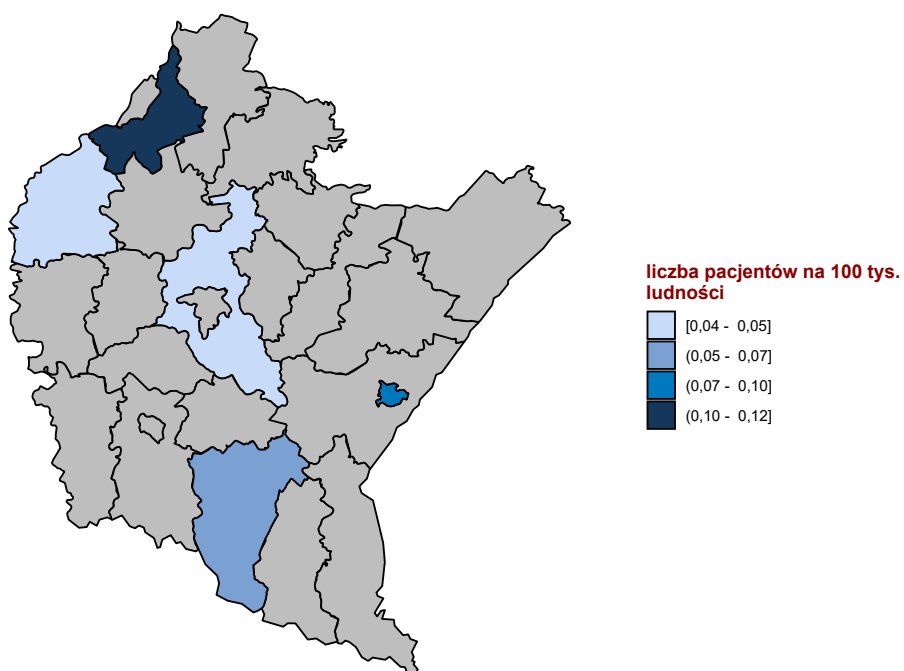 liczba pacjentów na 100 tys.
ludności
[0,04 - 0,05]
(0,05 - 0,07]
(0,07 - 0,10]
(0,10 - 0,12]